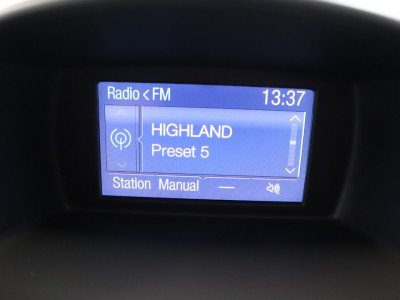 Radio < FM 13:37
HIGHLAND
Preset 5
Station Manual —